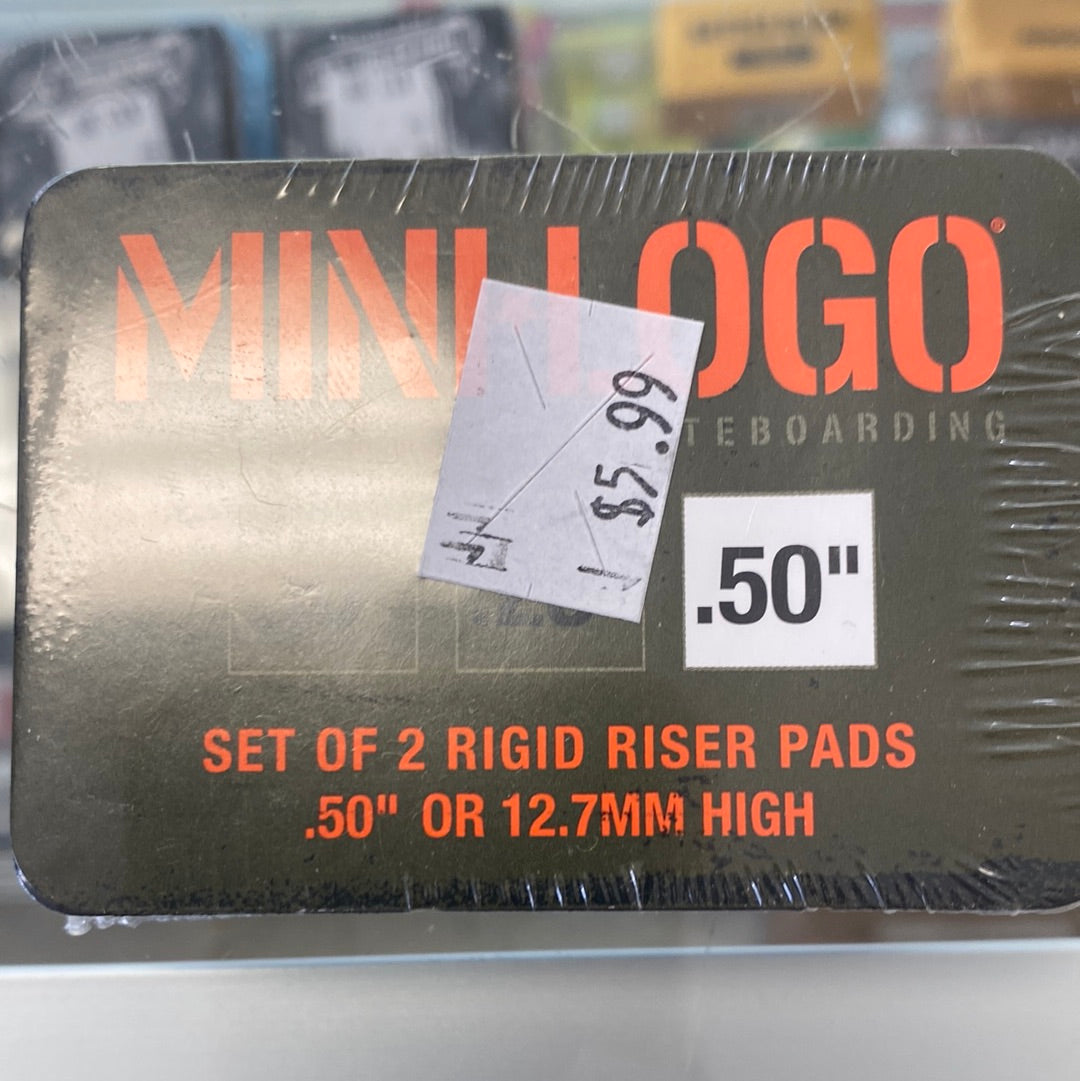 MINI LOGO®
TEBOARDING
$5.99
.50"
SET OF 2 RIGID RISER PADS
.50" OR 12.7MM HIGH